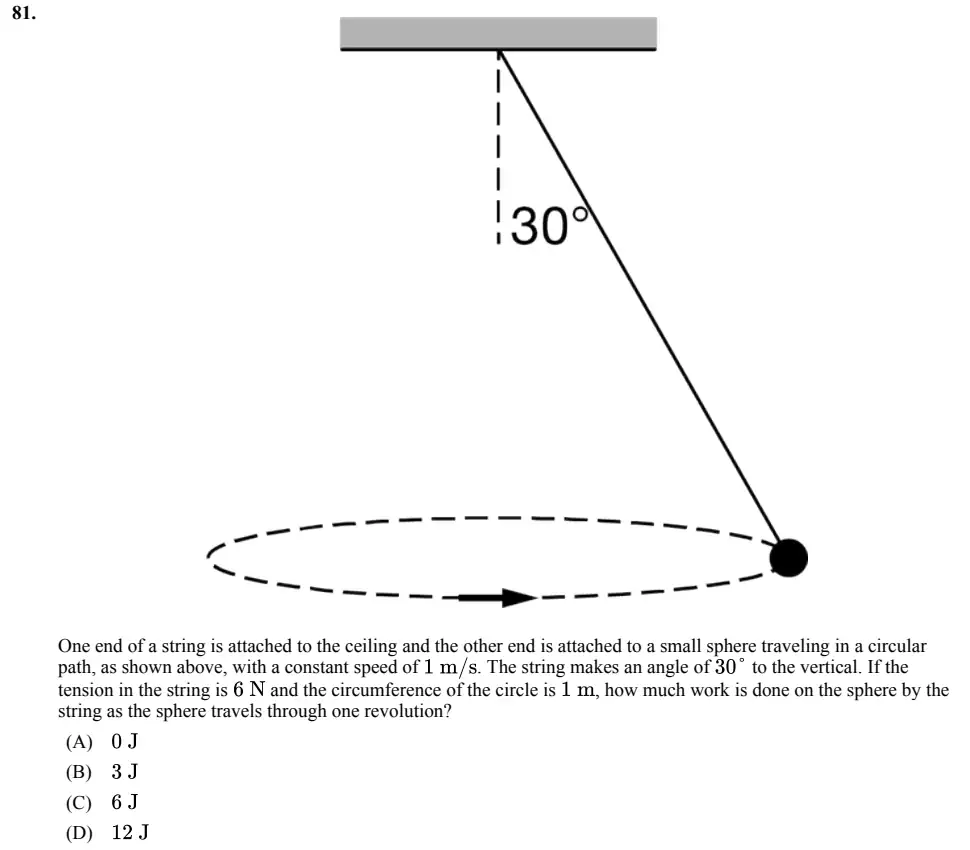 81.
30°
One end of a string is attached to the ceiling and the other end is attached to a small sphere traveling in a circular
path, as shown above, with a constant speed of 1 m/s. The string makes an angle of 30° to the vertical. If the
tension in the string is 6 N and the circumference of the circle is 1 m, how much work is done on the sphere by the
string as the sphere travels through one revolution?
(A) 0 J
(B) 3 J
(C) 6 J
(D) 12 J